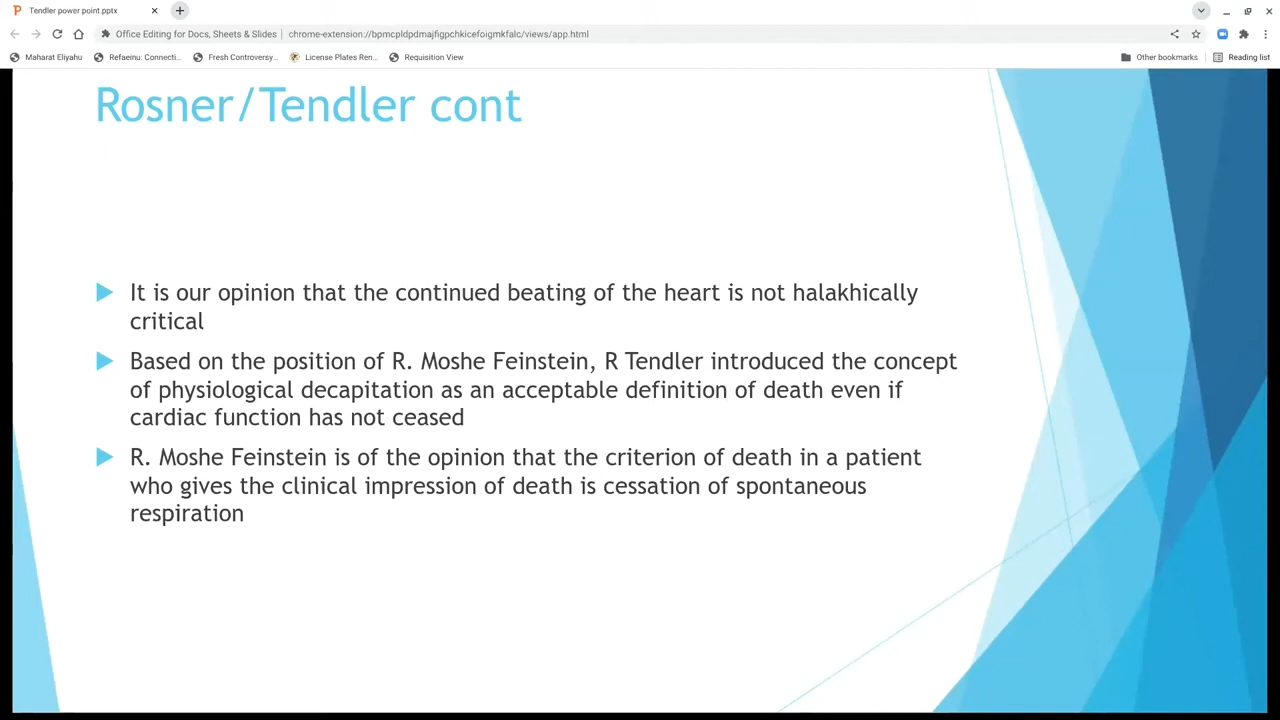 Tendler power point.pptx
Office Editing for Docs, Sheets & Slides
chrome-extension://bpmcpldpdmajfigpchkicefoigmkfalc/views/app.html
Maharat Eliyahu
Refaeinu: Connecti...
Fresh Controversy...
License Plates Ren...
Requisition View
Other bookmarks
Reading list
Rosner/Tendler cont
It is our opinion that the continued beating of the heart is not halakhically
critical
Based on the position of R. Moshe Feinstein, R Tendler introduced the concept
of physiological decapitation as an acceptable definition of death even if
cardiac function has not ceased
R. Moshe Feinstein is of the opinion that the criterion of death in a patient
who gives the clinical impression of death is cessation of spontaneous
respiration